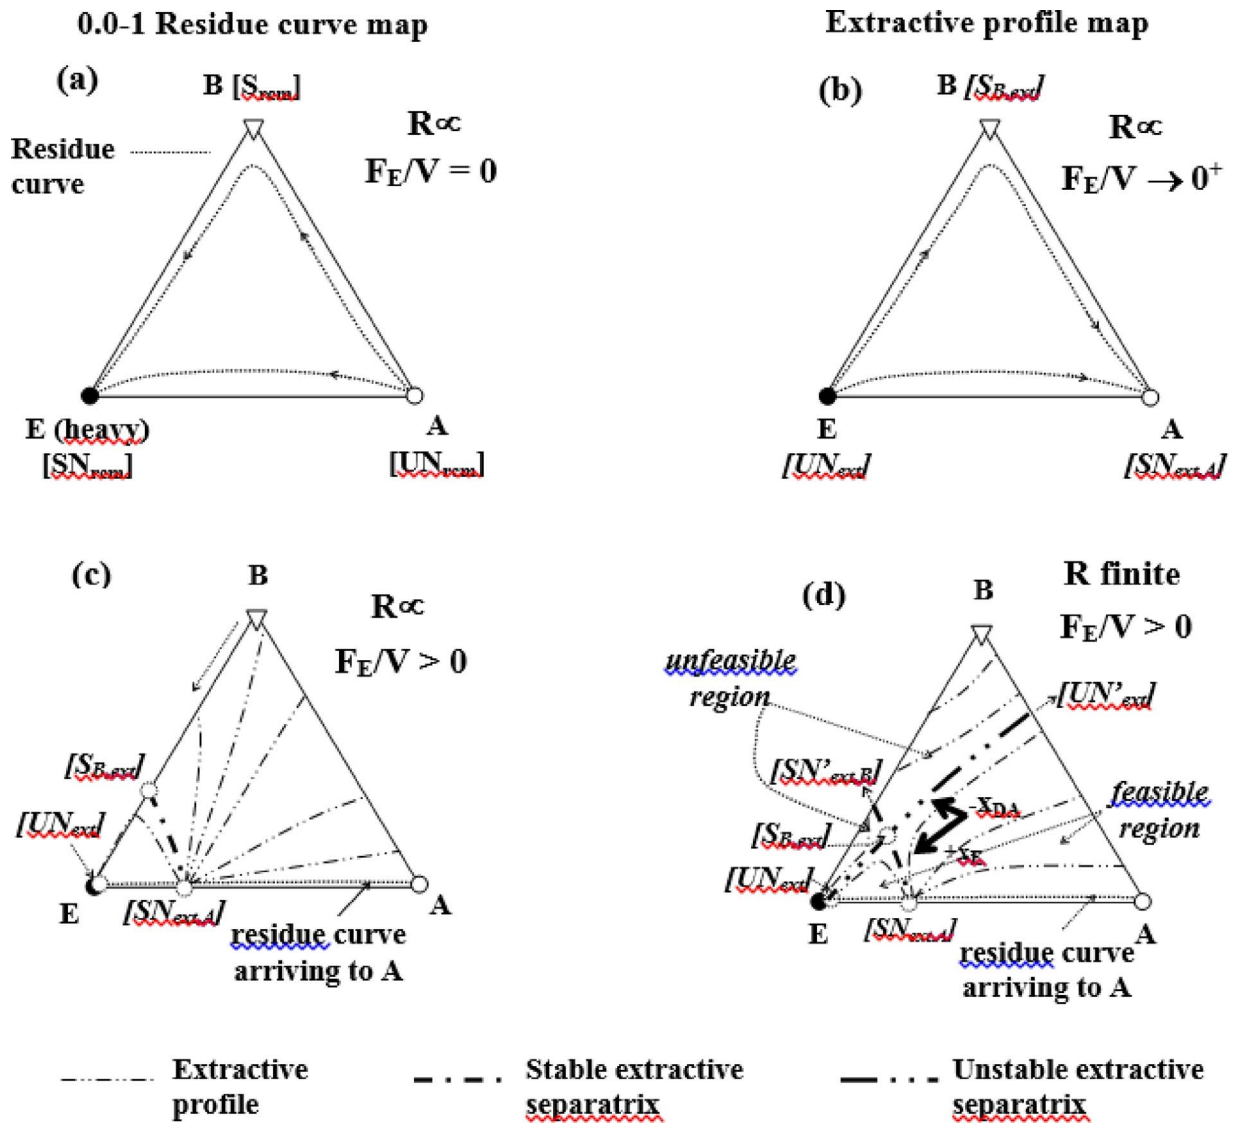 0.0-1 Residue curve map
Extractive profile map
(a)
B [Srcm]
R∝
FE/V = 0
Residue
curve
E (heavy)
[SNrcm]
A
[UNrcm]
(b)
B [SB,ext]
R∝
FE/V → 0+
E
[UNext]
A
[SNext,A]
(c)
B
R∝
FE/V > 0
[SB,ext]
[UNext]
E
[SNext,A]
A
residue curve
arriving to A
(d)
B
R finite
FE/V > 0
unfeasible
region
[UN'ext]
[SN'ext,B]
feasible
region
-xDA
[SB,ext]
+xE
[UNext]
E
[SNext,A]
A
residue curve
arriving to A
Extractive
profile
Stable extractive
separatrix
Unstable extractive
separatrix